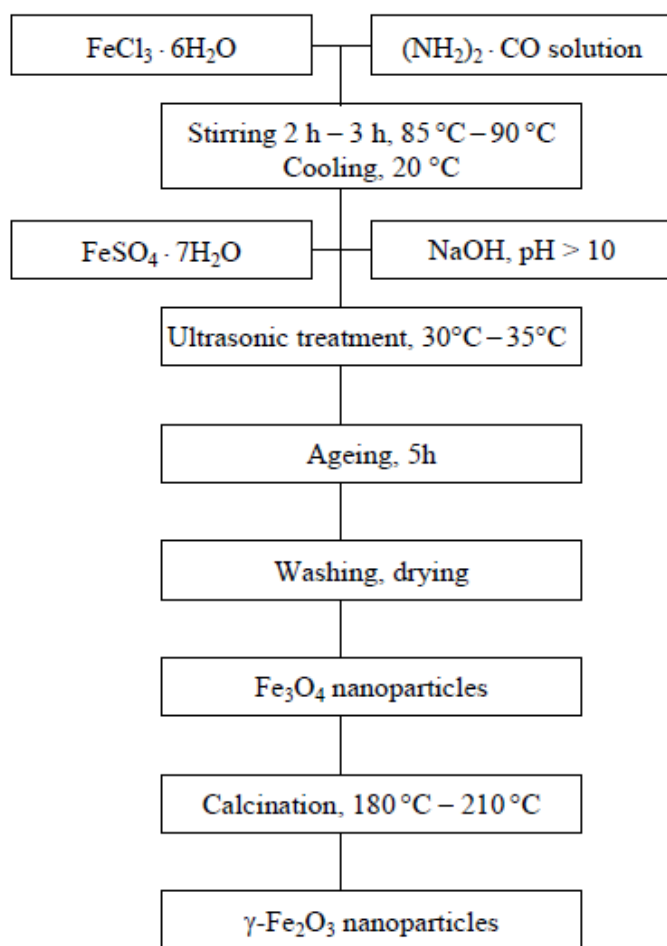 FeCl₃ · 6H₂O
(NH₂)₂ · CO solution
Stirring 2 h – 3 h, 85 °C – 90 °C
Cooling, 20 °C
FeSO₄ · 7H₂O
NaOH, pH > 10
Ultrasonic treatment, 30°C – 35°C
Ageing, 5h
Washing, drying
Fe₃O₄ nanoparticles
Calcination, 180 °C – 210 °C
γ-Fe₂O₃ nanoparticles